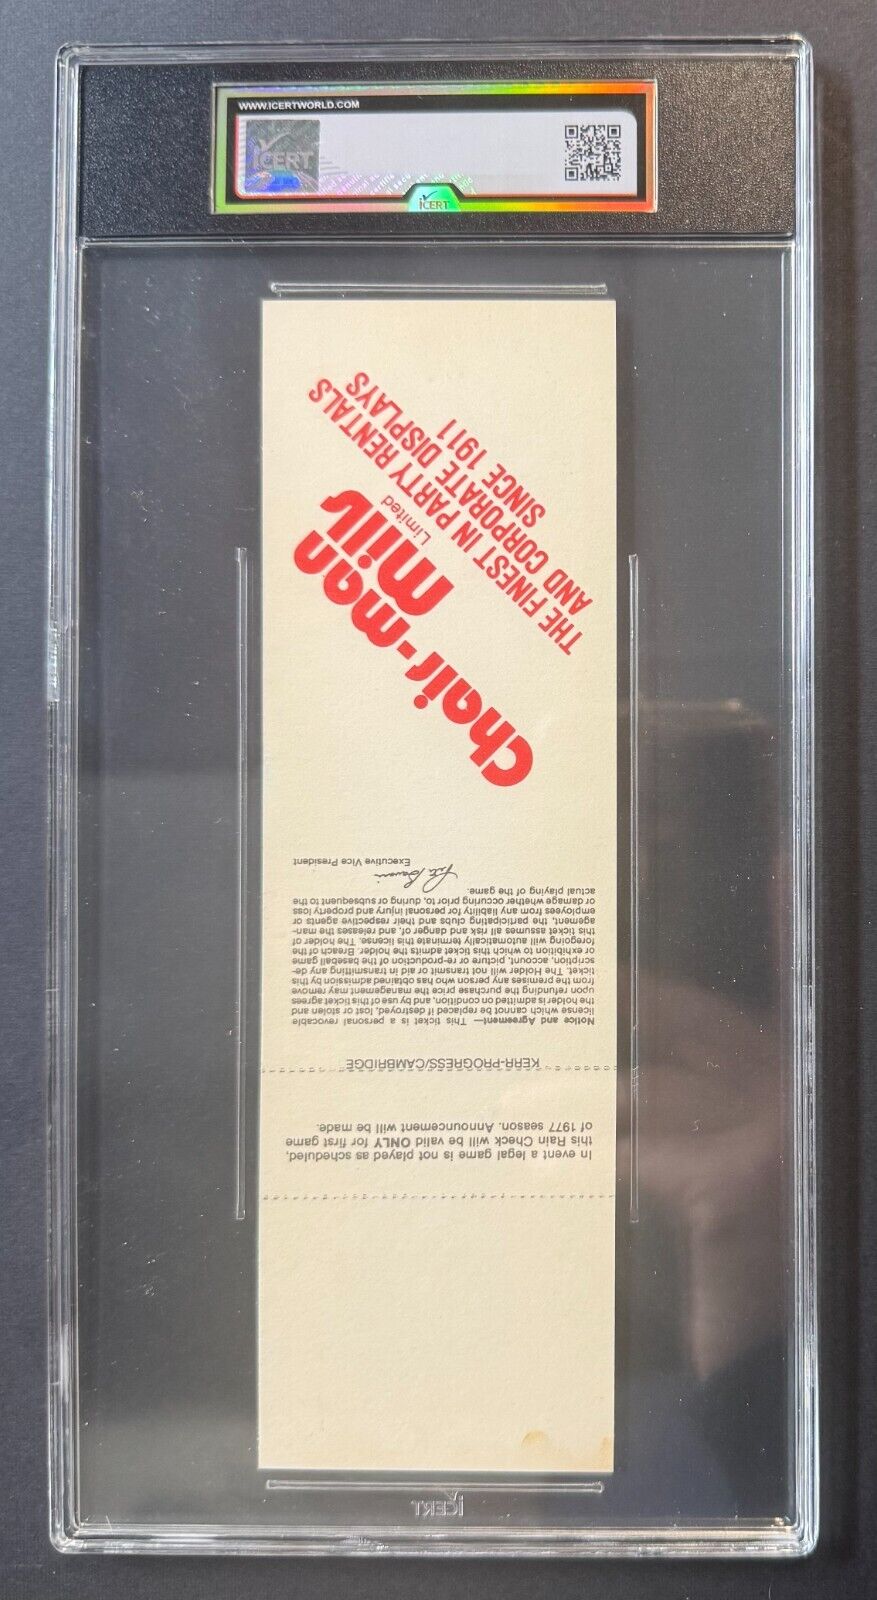 WWW.ICERTWORLD.COM
iCERT
iCERT
Chair-man
mills
Limited
THE FINEST IN PARTY RENTALS
AND CORPORATE DISPLAYS
SINCE 1911
Executive Vice President
Notice and Agreement— This ticket is a personal revocable
license which cannot be replaced if destroyed, lost or stolen and
the holder is admitted on condition, and by use of this ticket agrees
upon refunding the purchase price the management may remove
from the premises any person who has obtained admission by this
ticket. The Holder will not transmit or aid in transmitting any de-
scription, account, picture or re-production of the baseball game
or exhibition to which this ticket admits the holder. Breach of the
foregoing will automatically terminate this license. The holder of
this ticket assumes all risk and danger of, and releases the man-
agement, the participating clubs and their respective agents or
employees from any liability for personal injury and property loss
or damage whether occuring prior to, during or subsequent to the
actual playing of the game.
KERR-PROGRESS/CAMBRIDGE
In event a legal game is not played as scheduled,
this Rain Check will be valid ONLY for first game
of 1977 season. Announcement will be made.
iCERT